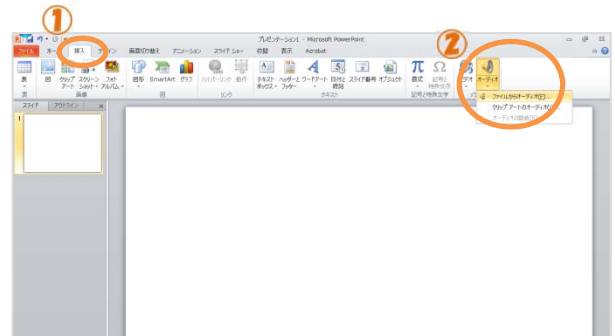 ①
プレゼンテーション1 - Microsoft PowerPoint
②
ファイル ホーム 挿入 デザイン 画面切り替え アニメーション スライド ショー 校閲 表示 Acrobat
表 図 クリップ アート スクリーン ショット フォト アルバム 図形 SmartArt グラフ ハイパーリンク 動作 テキスト ボックス ヘッダーと フッター ワードアート 日付と 時刻 スライド番号 オブジェクト 数式 記号と 特殊文字 ビデオ オーディオ
表 画像 図 リンク テキスト 記号と特殊文字
スライド アウトライン
ファイルからオーディオ(F)...
クリップ アートのオーディオ
オーディオの録音(R)
1